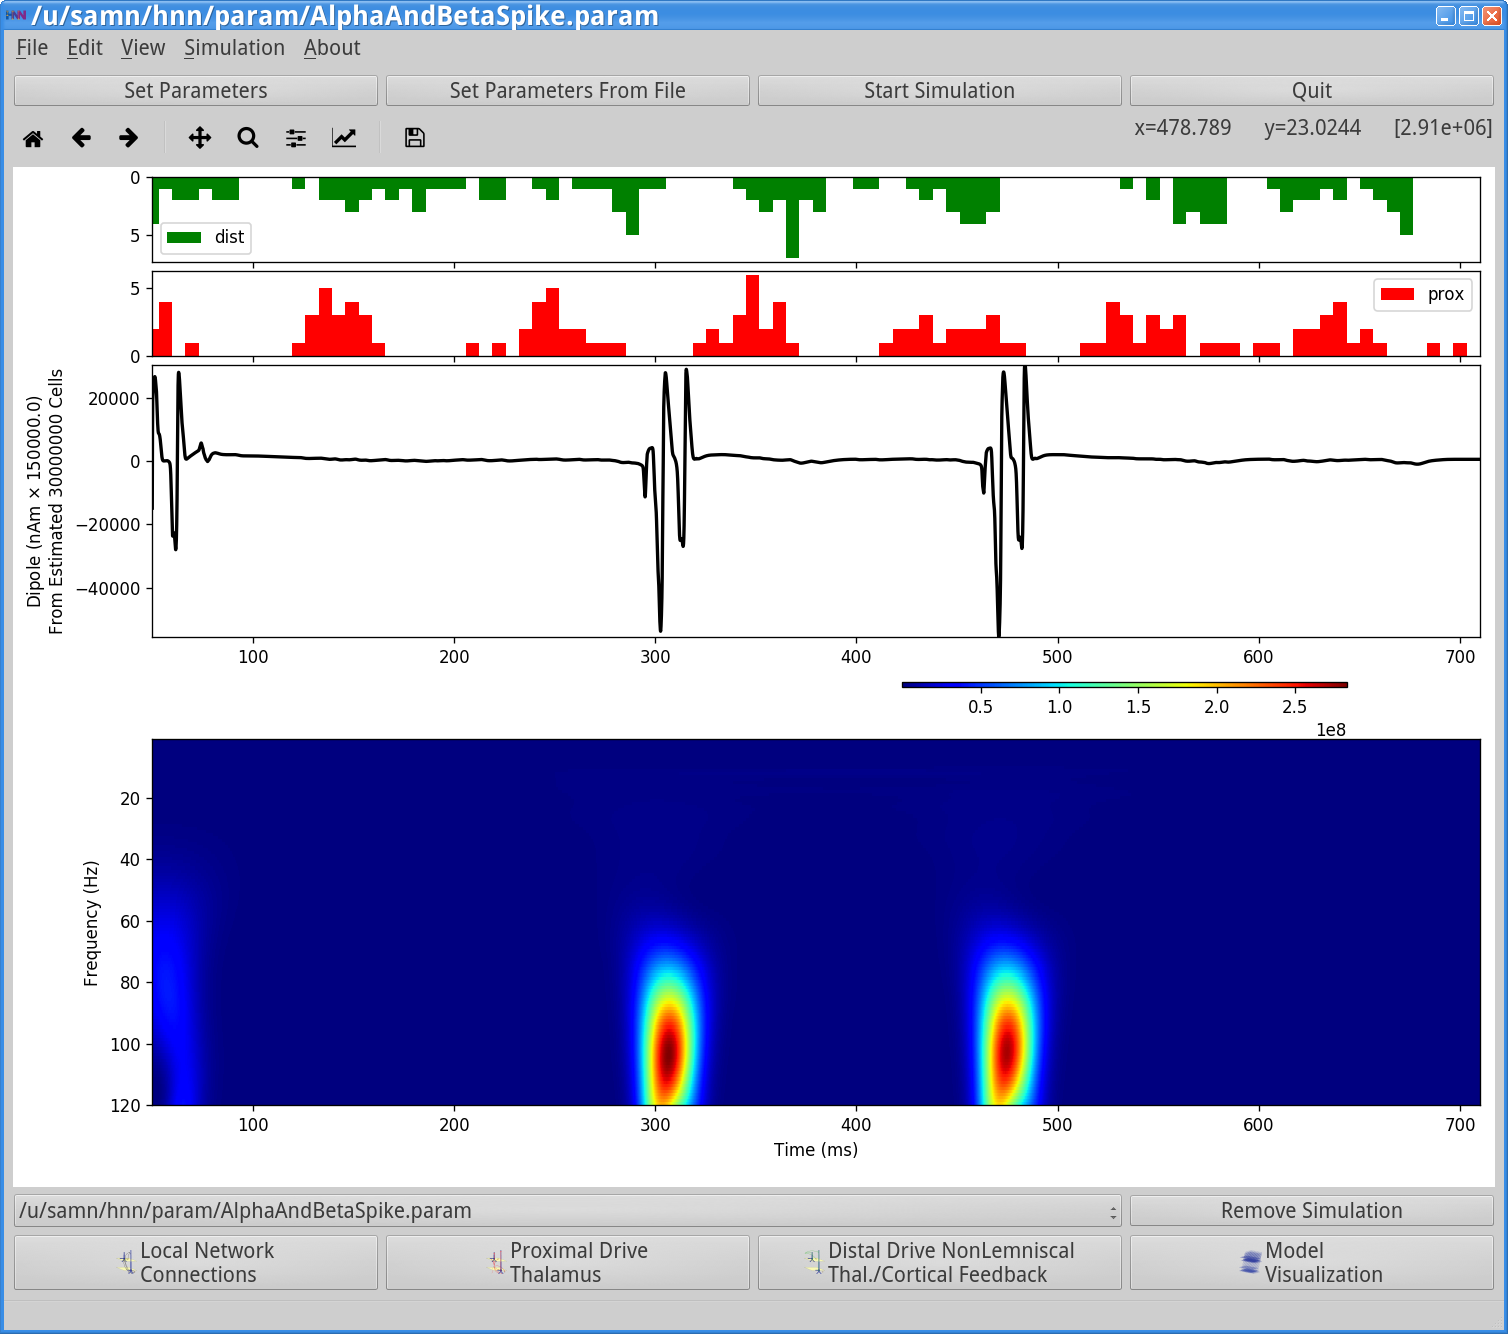 HNN /u/samn/hnn/param/AlphaAndBetaSpike.param
File Edit View Simulation About
Set Parameters Set Parameters From File Start Simulation Quit
x=478.789 y=23.0244 [2.91e+06]
0
5
dist
5
0
prox
Dipole (nAm × 150000.0)
From Estimated 30000000 Cells
20000
0
−20000
−40000
100 200 300 400 500 600 700
0.5 1.0 1.5 2.0 2.5
1e8
Frequency (Hz)
20
40
60
80
100
120
100 200 300 400 500 600 700
Time (ms)
/u/samn/hnn/param/AlphaAndBetaSpike.param Remove Simulation
Local Network
Connections
Proximal Drive
Thalamus
Distal Drive NonLemniscal
Thal./Cortical Feedback
Model
Visualization